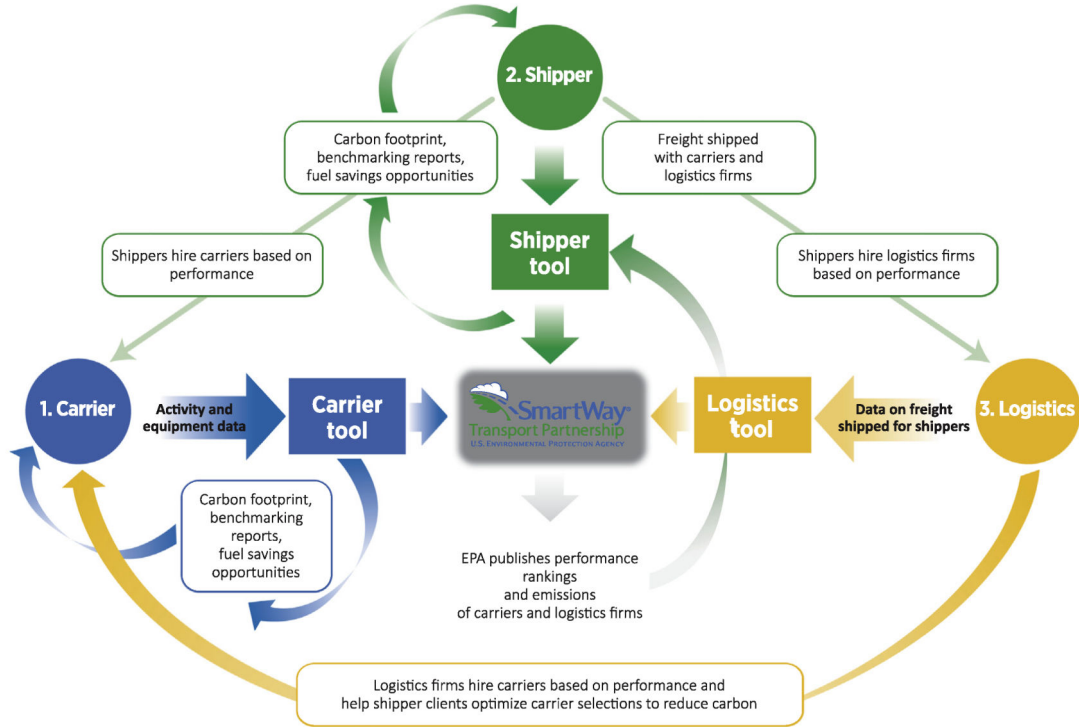 2. Shipper
Carbon footprint,
benchmarking reports,
fuel savings opportunities
Freight shipped
with carriers and
logistics firms
Shipper
tool
Shippers hire carriers based on
performance
Shippers hire logistics firms
based on performance
1. Carrier
Activity and
equipment data
Carrier
tool
SmartWay®
Transport Partnership
U.S. ENVIRONMENTAL PROTECTION AGENCY
Logistics
tool
Data on freight
shipped for shippers
3. Logistics
Carbon footprint,
benchmarking
reports,
fuel savings
opportunities
EPA publishes performance
rankings
and emissions
of carriers and logistics firms
Logistics firms hire carriers based on performance and
help shipper clients optimize carrier selections to reduce carbon